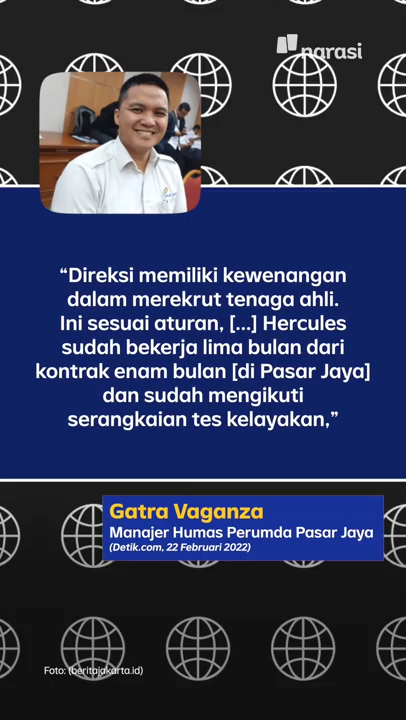 narasi
“Direksi memiliki kewenangan
dalam merekrut tenaga ahli.
Ini sesuai aturan, [...] Hercules
sudah bekerja lima bulan dari
kontrak enam bulan [di Pasar Jaya]
dan sudah mengikuti
serangkaian tes kelayakan,”
Gatra Vaganza
Manajer Humas Perumda Pasar Jaya
(Detik.com, 22 Februari 2022)
Foto: (beritajakarta.id)